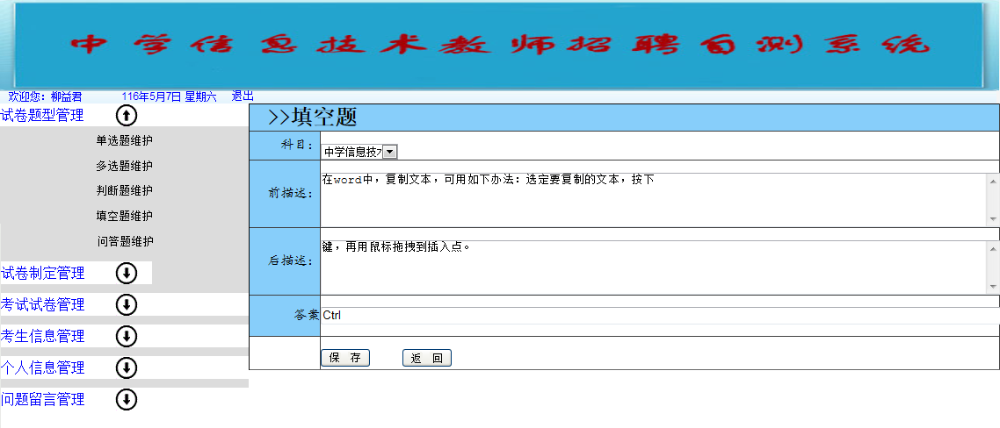 中学信息技术教师招聘自测系统
欢迎您：柳益君 116年5月7日 星期六 退出
试卷题型管理
单选题维护
多选题维护
判断题维护
填空题维护
问答题维护
试卷制定管理
考试试卷管理
考生信息管理
个人信息管理
问题留言管理
>>填空题
科目： 中学信息技
前描述： 在word中，复制文本，可用如下办法：选定要复制的文本，按下
后描述： 键，再用鼠标拖拽到插入点。
答案 Ctrl
保 存 返 回